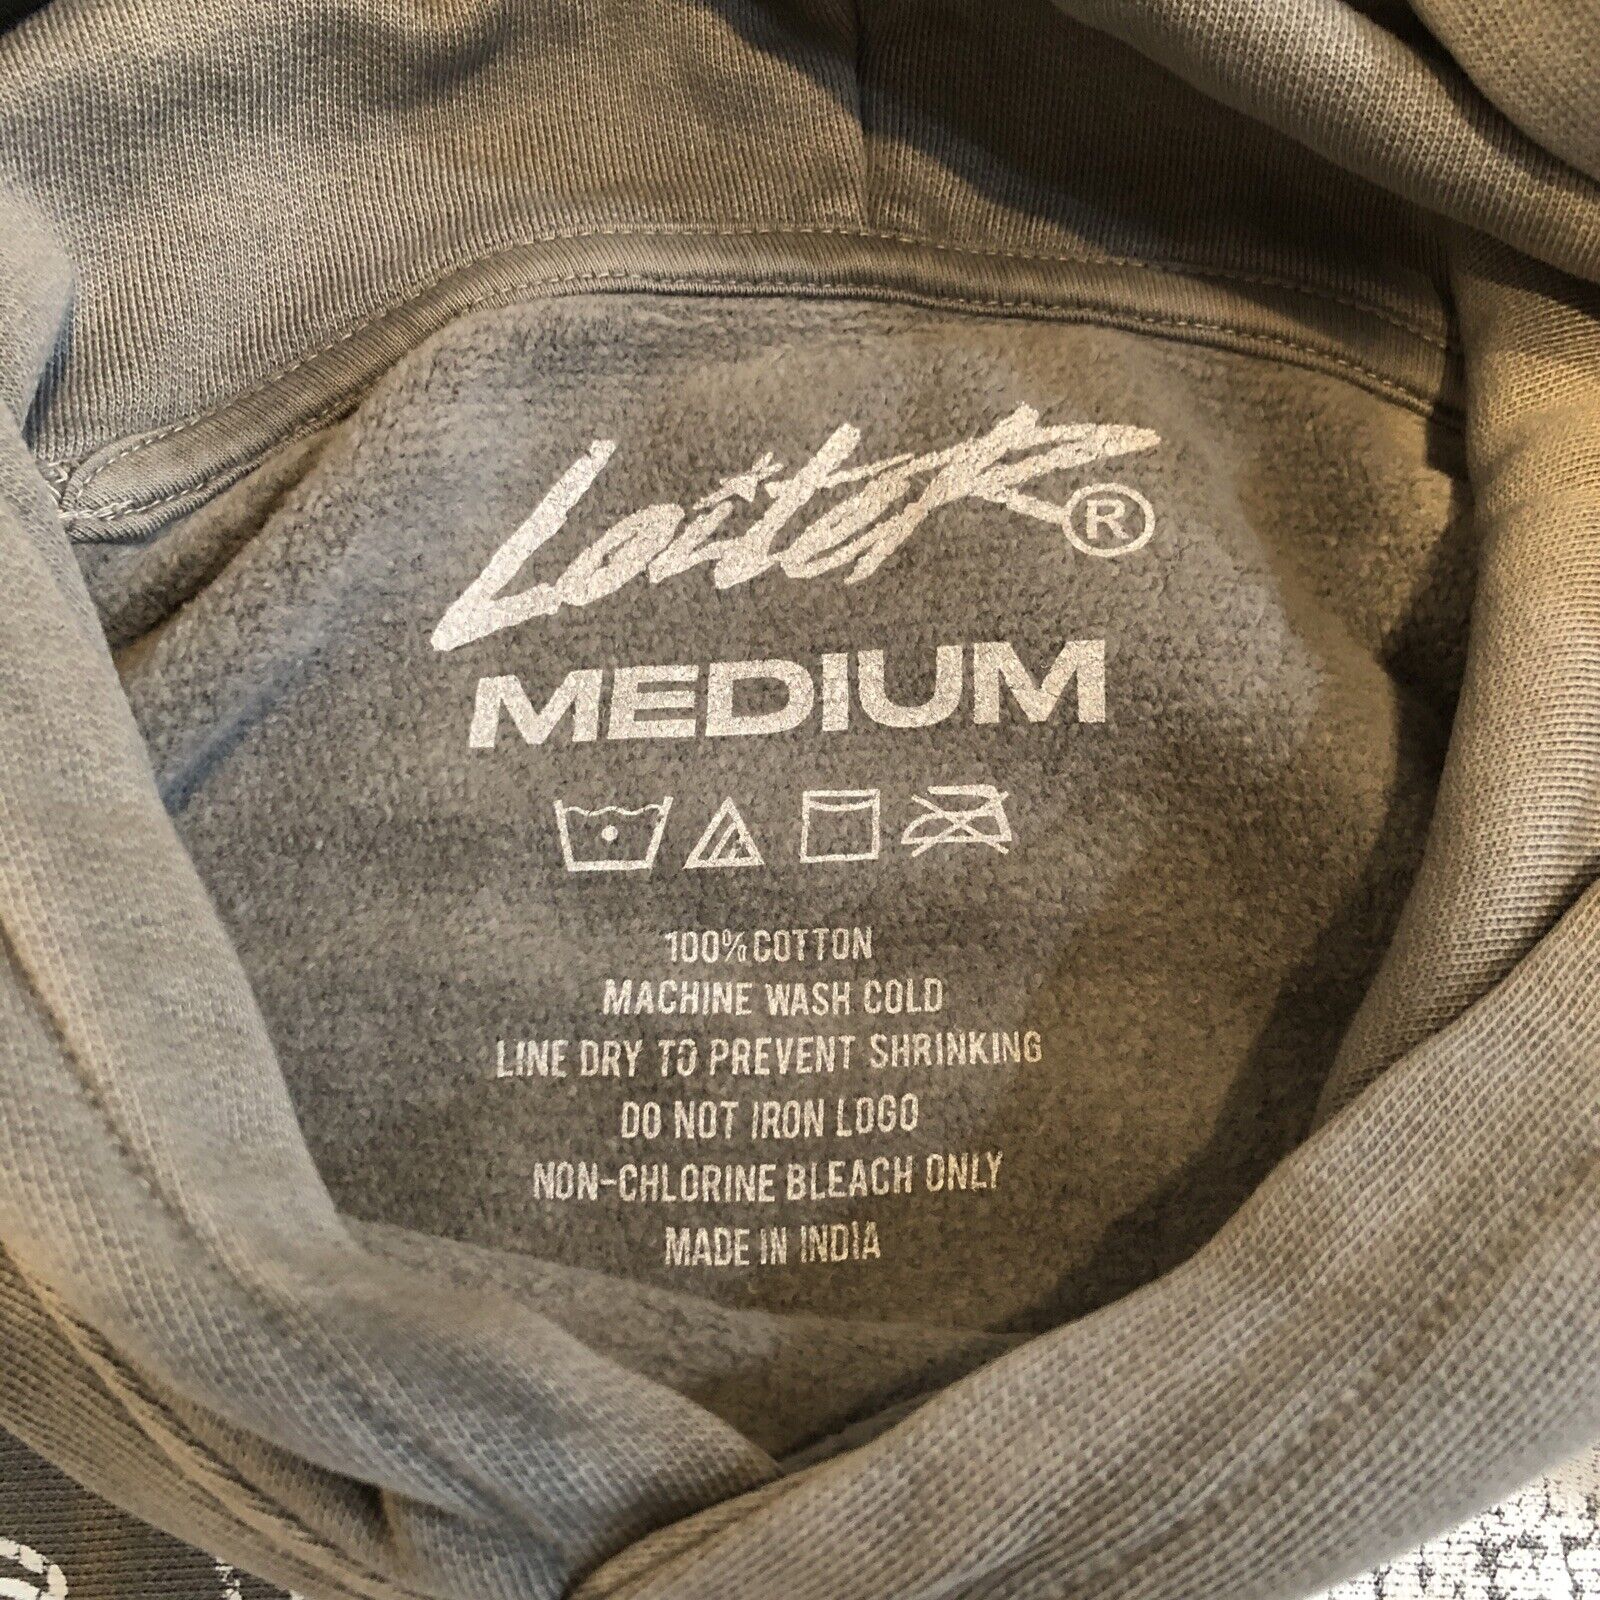 Loiter ®
MEDIUM
100% COTTON
MACHINE WASH COLD
LINE DRY TO PREVENT SHRINKING
DO NOT IRON LOGO
NON-CHLORINE BLEACH ONLY
MADE IN INDIA